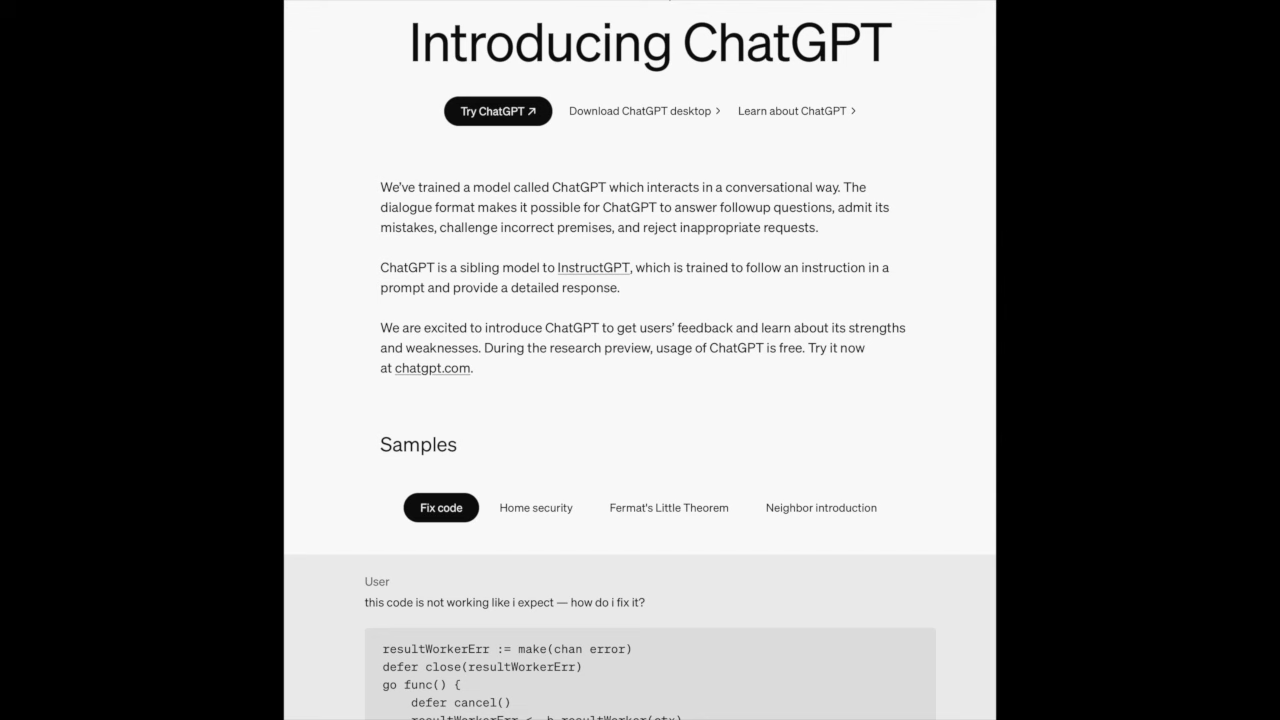 Introducing ChatGPT
Try ChatGPT ↗ Download ChatGPT desktop > Learn about ChatGPT >
We've trained a model called ChatGPT which interacts in a conversational way. The
dialogue format makes it possible for ChatGPT to answer followup questions, admit its
mistakes, challenge incorrect premises, and reject inappropriate requests.
ChatGPT is a sibling model to InstructGPT, which is trained to follow an instruction in a
prompt and provide a detailed response.
We are excited to introduce ChatGPT to get users' feedback and learn about its strengths
and weaknesses. During the research preview, usage of ChatGPT is free. Try it now
at chatgpt.com.
Samples
Fix code Home security Fermat's Little Theorem Neighbor introduction
User
this code is not working like i expect — how do i fix it?
resultWorkerErr := make(chan error)
defer close(resultWorkerErr)
go func() {
defer cancel()
resultWorkerErr <- b.resultWorker(ctx)